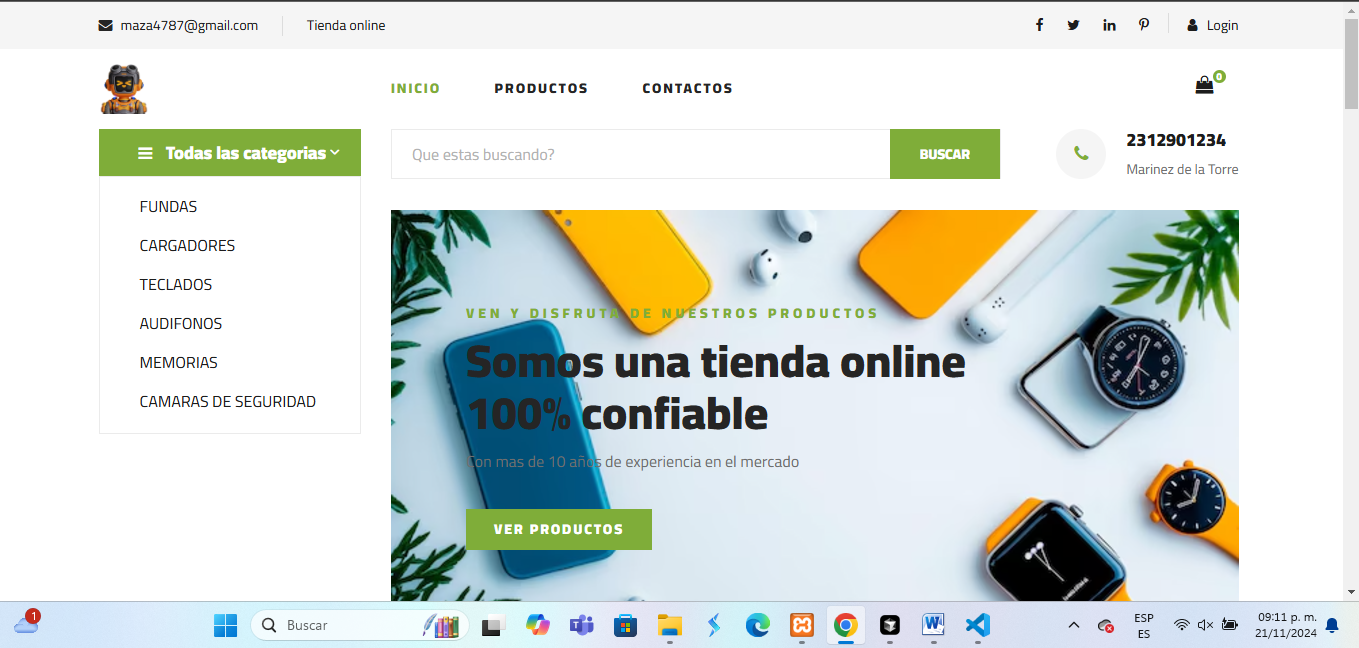 maza4787@gmail.com
Tienda online
Login
INICIO
PRODUCTOS
CONTACTOS
0
Todas las categorias
Que estas buscando?
BUSCAR
2312901234
Marinez de la Torre
FUNDAS
CARGADORES
TECLADOS
AUDIFONOS
MEMORIAS
CAMARAS DE SEGURIDAD
VEN Y DISFRUTA DE NUESTROS PRODUCTOS
Somos una tienda online
100% confiable
Con mas de 10 años de experiencia en el mercado
VER PRODUCTOS
1
Buscar
ESP
ES
09:11 p. m.
21/11/2024